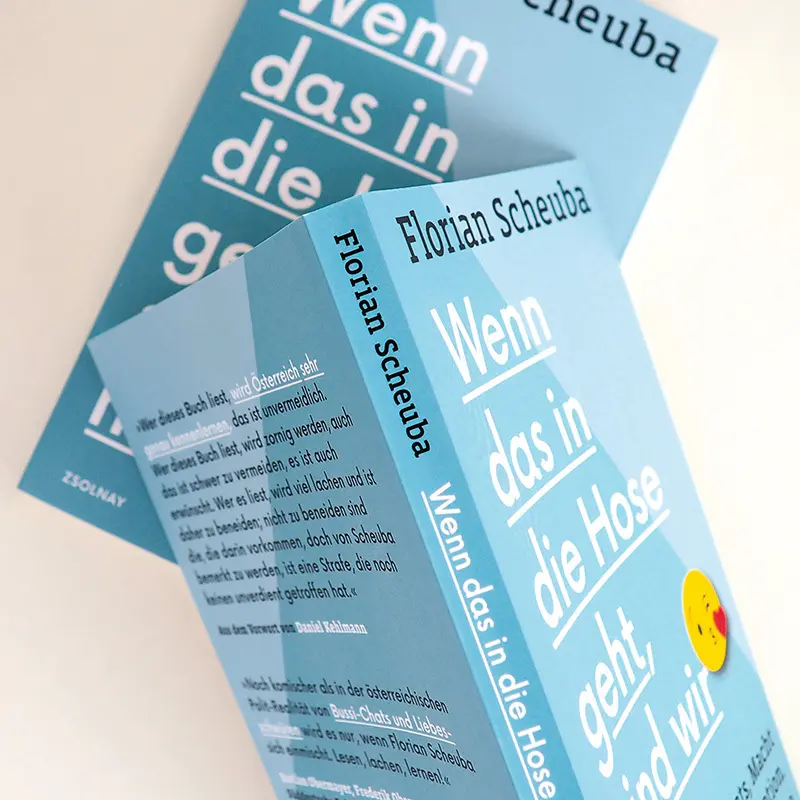 Wenn
das in
die
ZSOLNAY
Florian Scheuba
Wenn
das in
die Hose
geht,
wir
Florian Scheuba
Wenn das in die Hose
»Wer dieses Buch liest, wird Österreich sehr
genau kennenlernen, das ist unvermeidlich.
Wer dieses Buch liest, wird zornig werden, auch
das ist schwer zu vermeiden, es ist auch
erwünscht. Wer es liest, wird viel lachen und ist
daher zu beneiden; nicht zu beneiden sind
die, die darin vorkommen, doch von Scheuba
bemerkt zu werden, ist eine Strafe, die noch
keinen unverdient getroffen hat.«
Aus dem Vorwort von Daniel Kehlmann
»Noch komischer als in der österreichischen
Polit-Realität von Bussi-Chats und Liebes-
schwüren wird es nur, wenn Florian Scheuba
sich einmischt. Lesen, lachen, lernen!«
Bastian Obermayer, Frederik